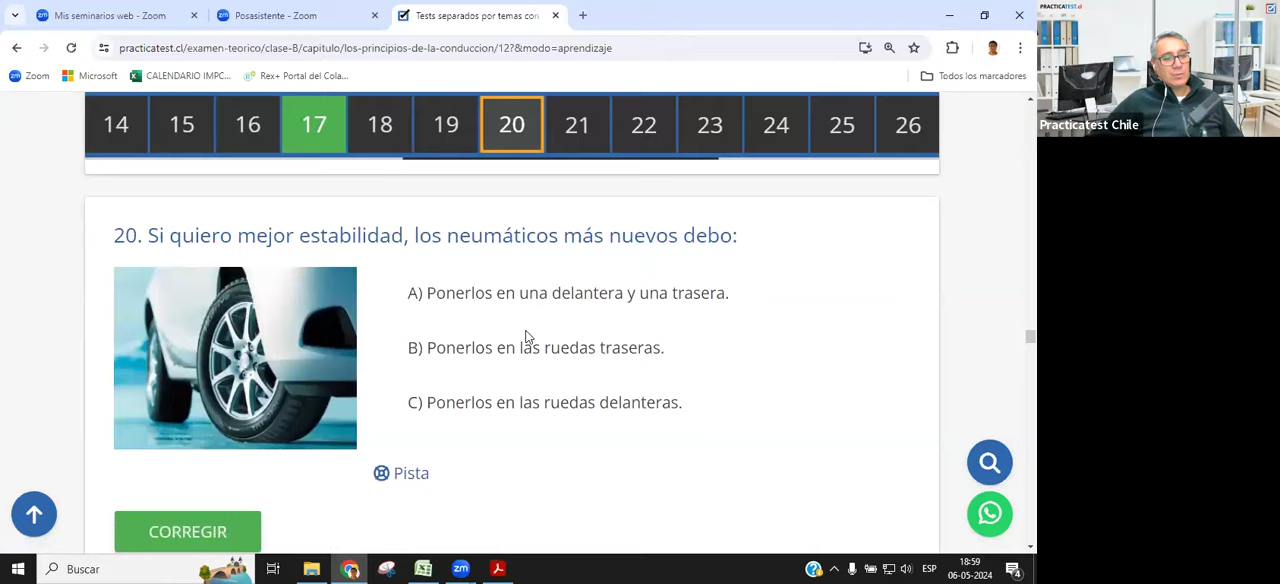 Mis seminarios web - Zoom
Posasistente - Zoom
Tests separados por temas con
practicatest.cl/examen-teorico/clase-B/capitulo/los-principios-de-la-conduccion/12?&modo=aprendizaje
Zoom
Microsoft
CALENDARIO IMPC...
Rex+ Portal del Cola...
Todos los marcadores
PRACTICATEST.cl
Practicatest Chile
14 15 16 17 18 19 20 21 22 23 24 25 26
20. Si quiero mejor estabilidad, los neumáticos más nuevos debo:
A) Ponerlos en una delantera y una trasera.
B) Ponerlos en las ruedas traseras.
C) Ponerlos en las ruedas delanteras.
Pista
CORREGIR
Buscar
ESP
18:59
06-05-2024
4